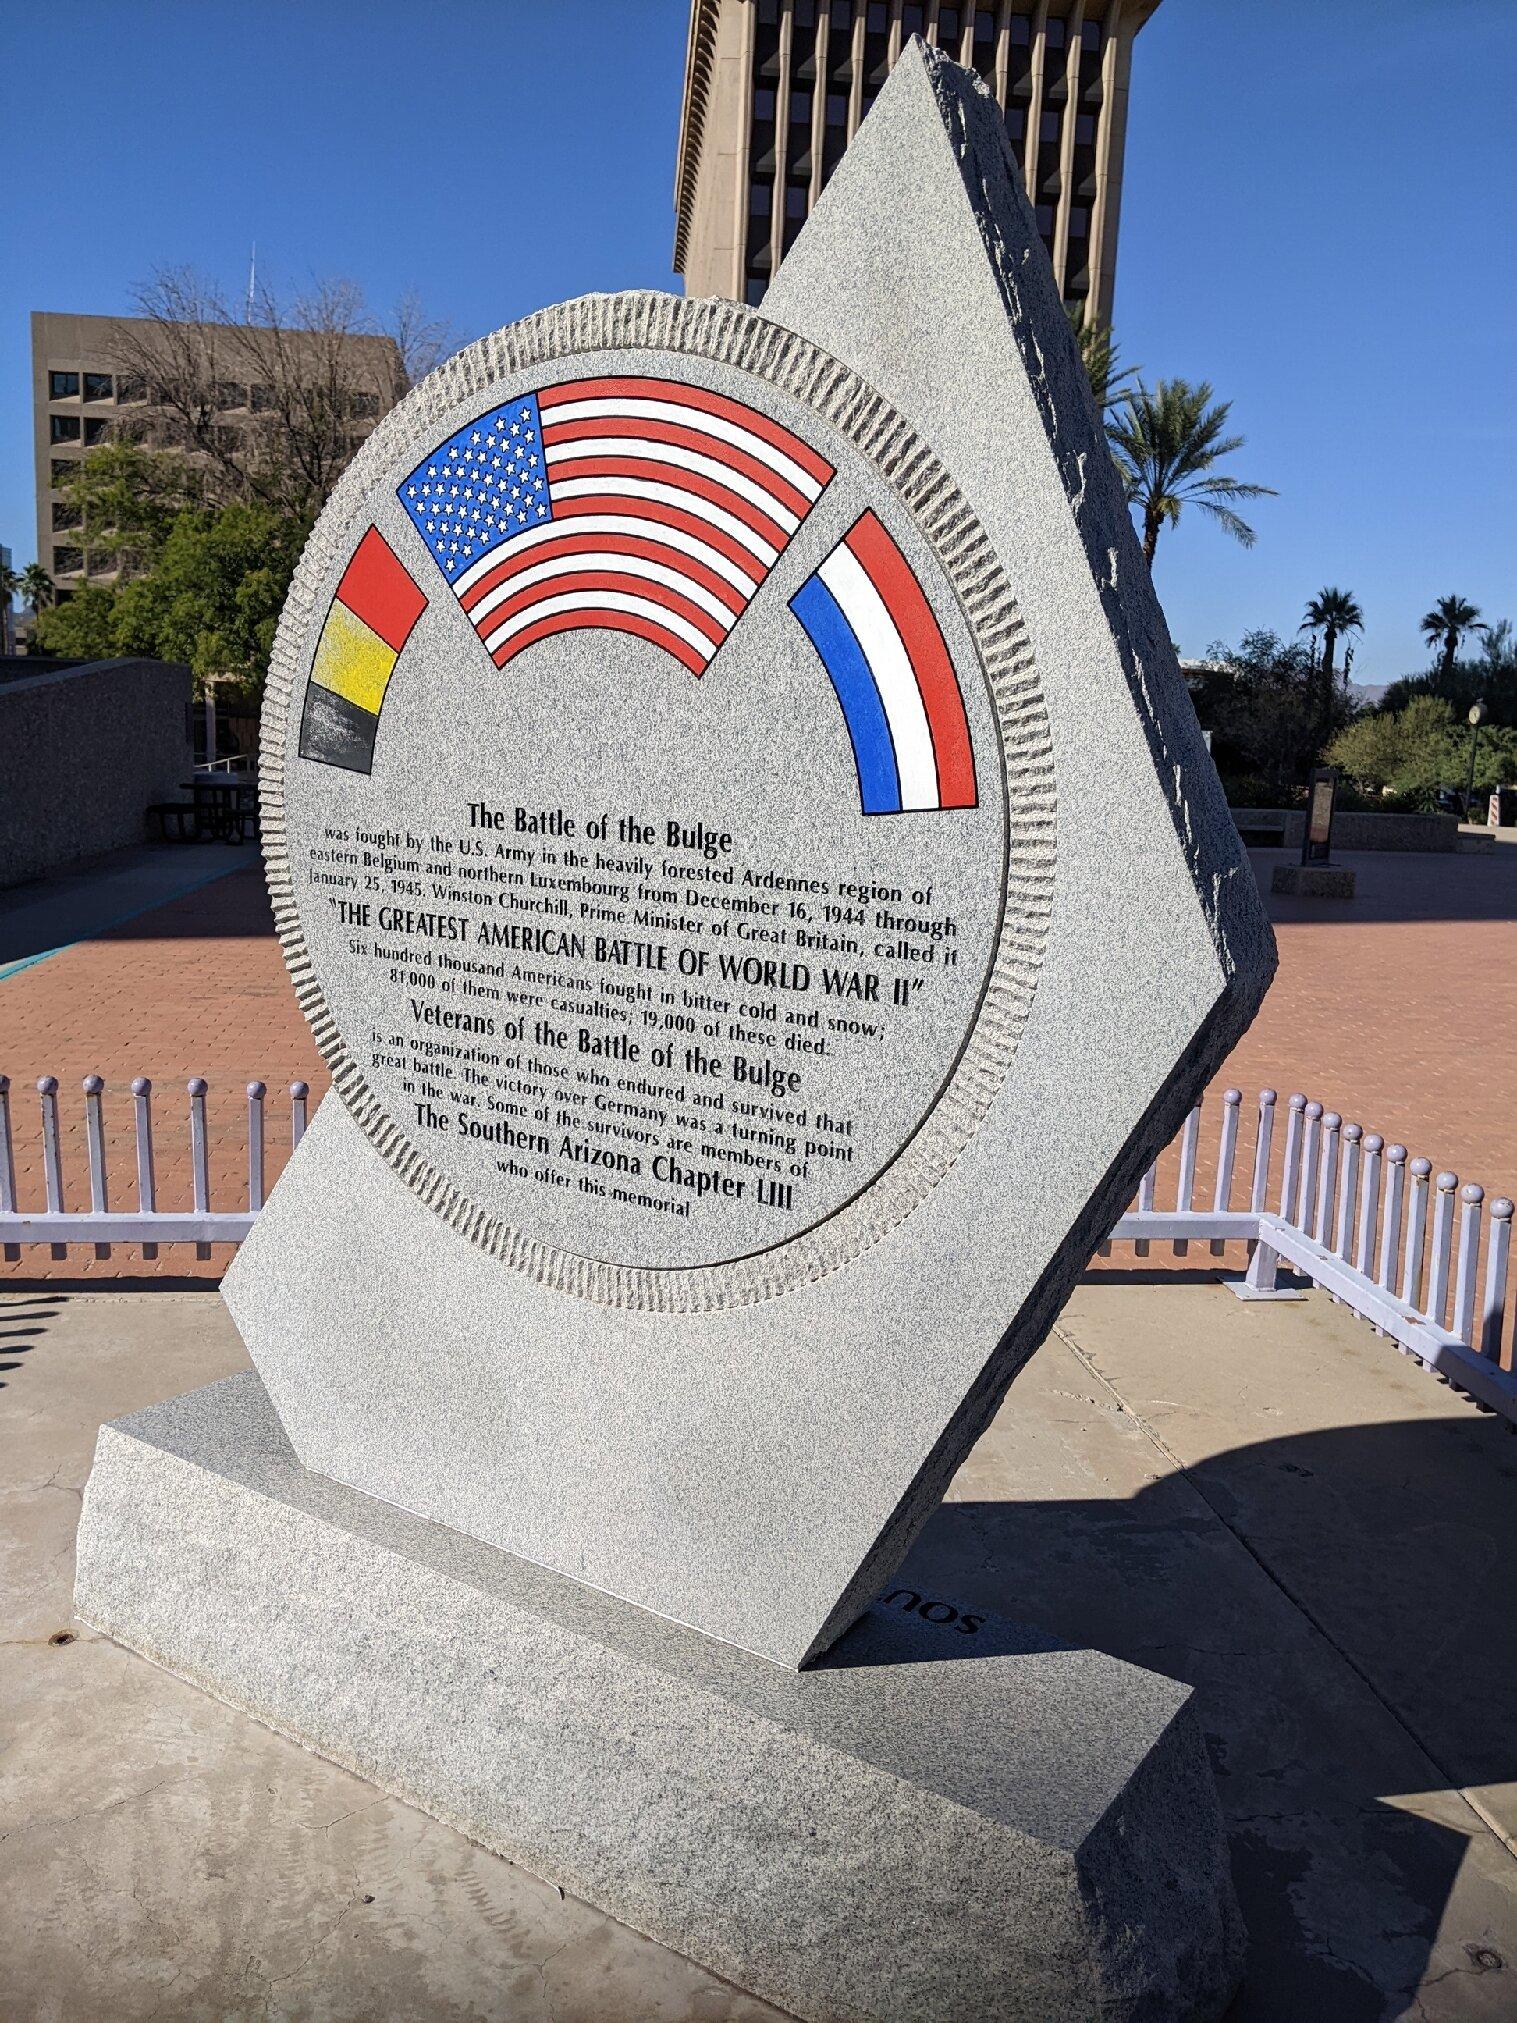 The Battle of the Bulge
was fought by the U.S. Army in the heavily forested Ardennes region of
eastern Belgium and northern Luxembourg from December 16, 1944 through
January 25, 1945. Winston Churchill, Prime Minister of Great Britain, called it
"THE GREATEST AMERICAN BATTLE OF WORLD WAR II"
Six hundred thousand Americans fought in bitter cold and snow;
81,000 of them were casualties; 19,000 of these died.
Veterans of the Battle of the Bulge
is an organization of those who endured and survived that
great battle. The victory over Germany was a turning point
in the war. Some of the survivors are members of
The Southern Arizona Chapter LIII
who offer this memorial
SOU